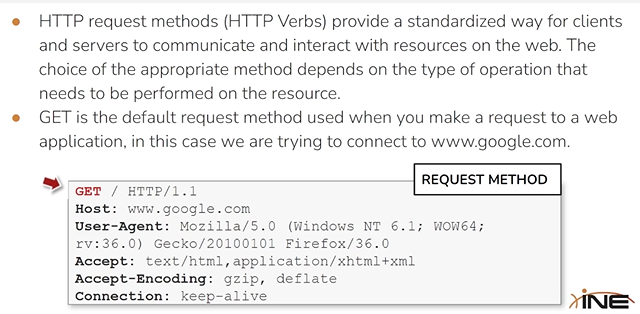 • HTTP request methods (HTTP Verbs) provide a standardized way for clients
and servers to communicate and interact with resources on the web. The
choice of the appropriate method depends on the type of operation that
needs to be performed on the resource.
• GET is the default request method used when you make a request to a web
application, in this case we are trying to connect to www.google.com.
REQUEST METHOD
GET / HTTP/1.1
Host: www.google.com
User-Agent: Mozilla/5.0 (Windows NT 6.1; WOW64;
rv:36.0) Gecko/20100101 Firefox/36.0
Accept: text/html,application/xhtml+xml
Accept-Encoding: gzip, deflate
Connection: keep-alive
INE